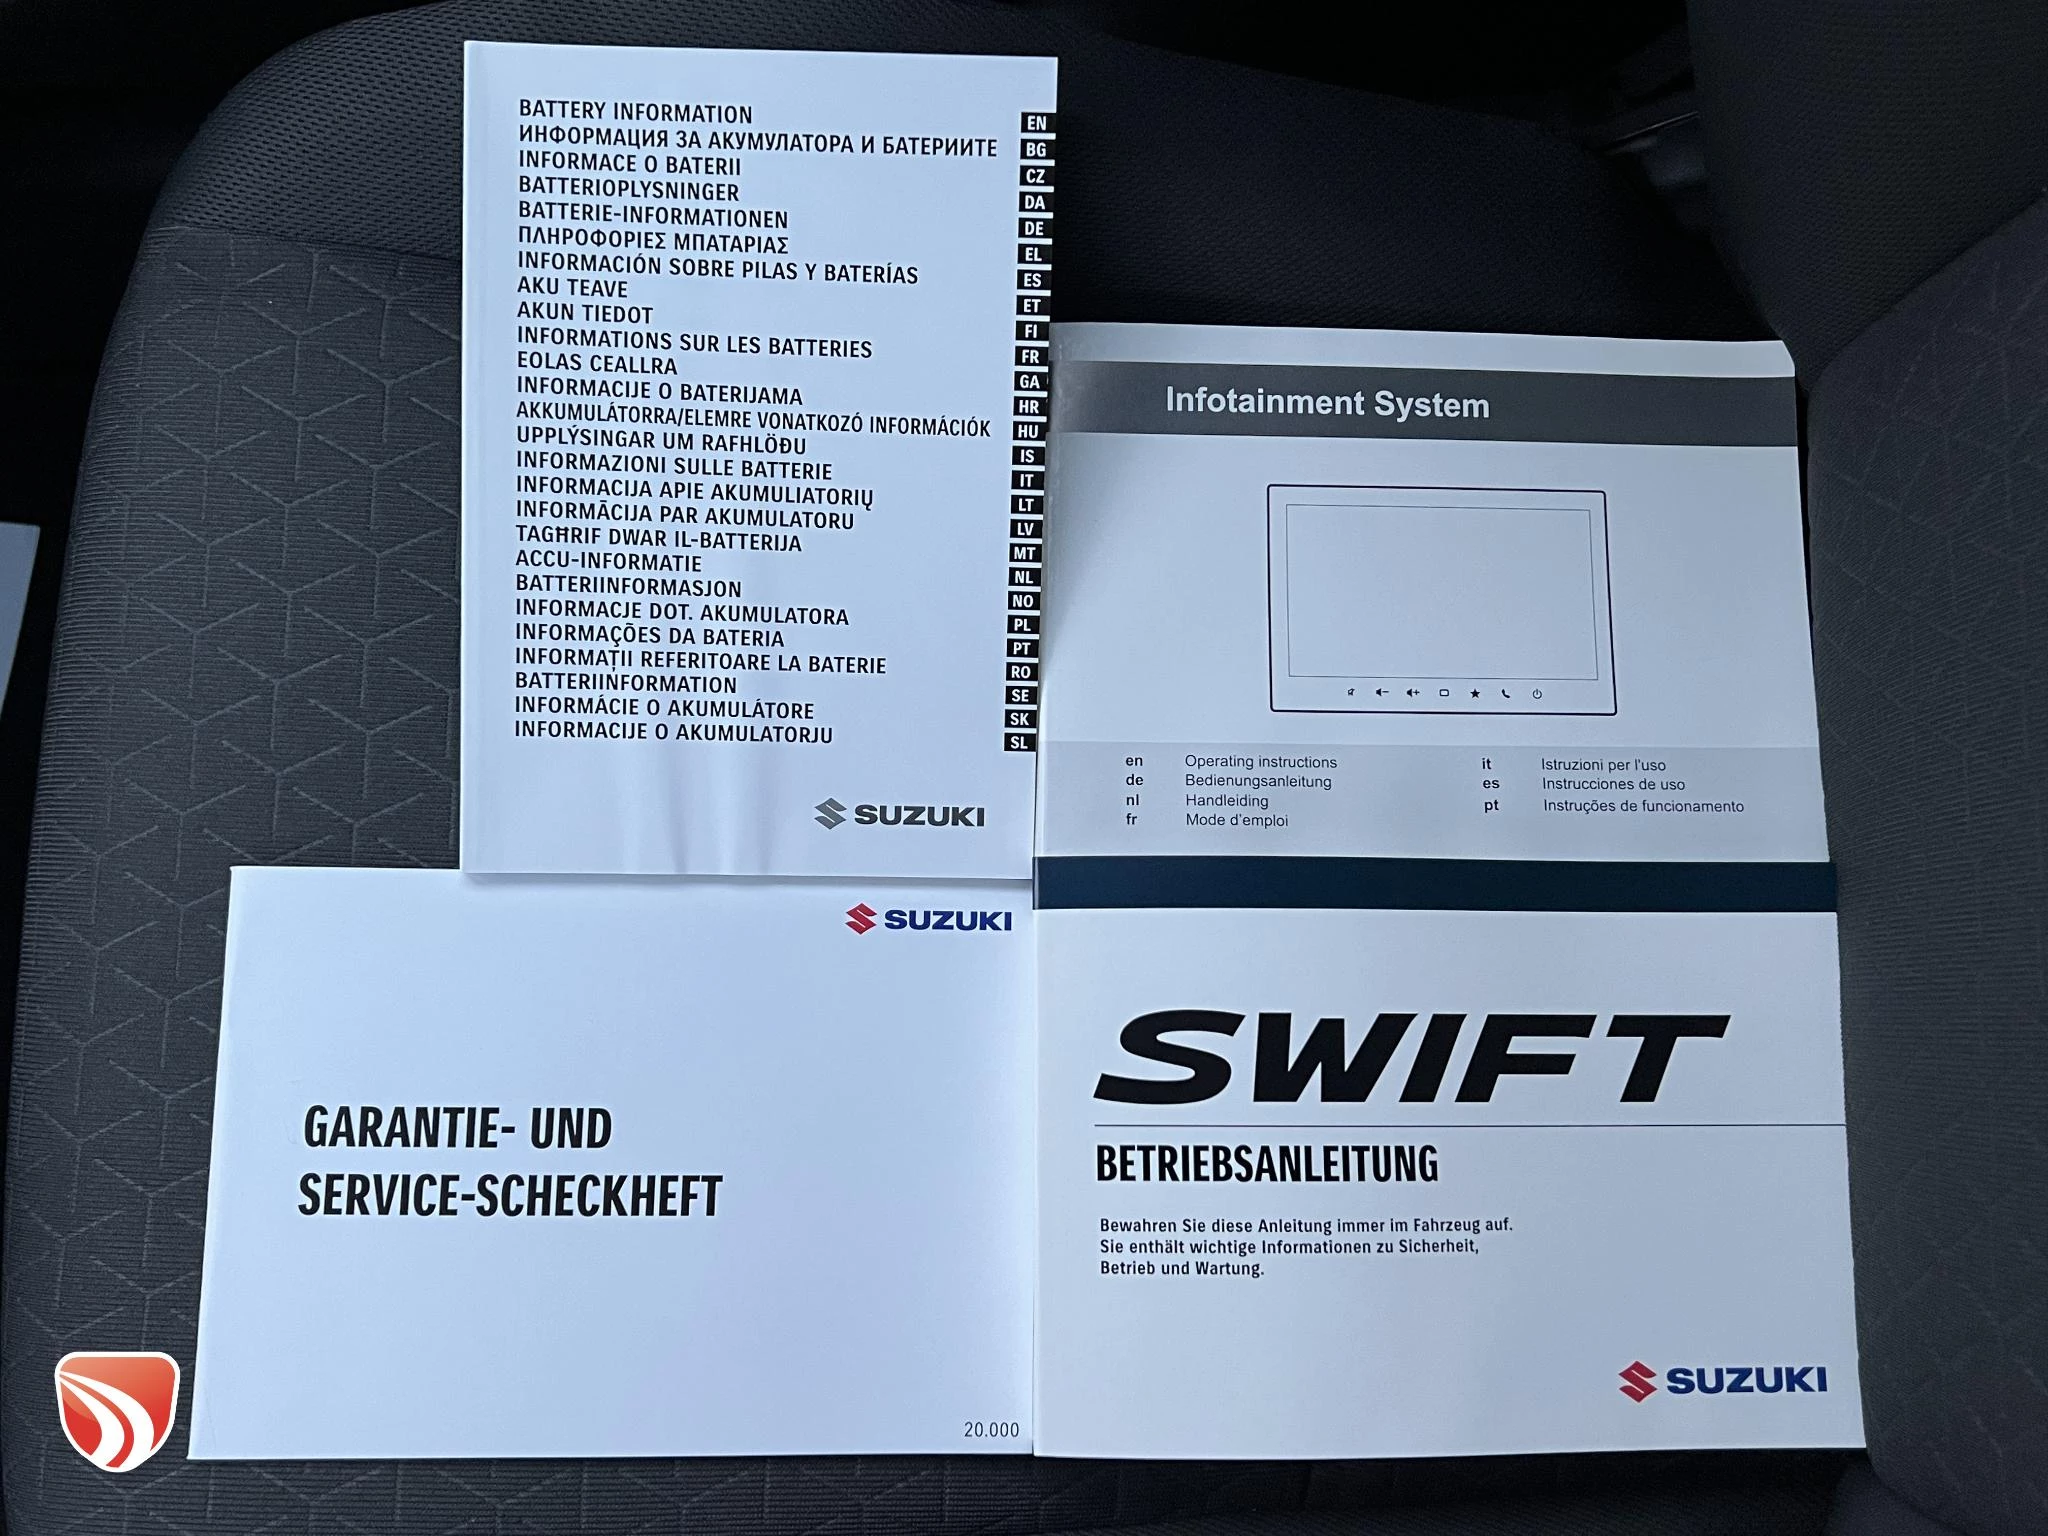 BATTERY INFORMATION EN
ИНФОРМАЦИЯ ЗА АКУМУЛАТОРА И БАТЕРИИТЕ BG
INFORMACE O BATERII CZ
BATTERIOPLYSNINGER DA
BATTERIE-INFORMATIONEN DE
ΠΛΗΡΟΦΟΡΙΕΣ ΜΠΑΤΑΡΙΑΣ EL
INFORMACIÓN SOBRE PILAS Y BATERÍAS ES
AKU TEAVE ET
AKUN TIEDOT FI
INFORMATIONS SUR LES BATTERIES FR
EOLAS CEALLRA GA
INFORMACIJE O BATERIJAMA HR
AKKUMULÁTORRA/ELEMRE VONATKOZÓ INFORMÁCIÓK HU
UPPLÝSINGAR UM RAFHLÖÐU IS
INFORMAZIONI SULLE BATTERIE IT
INFORMACIJA APIE AKUMULIATORIŲ LT
INFORMĀCIJA PAR AKUMULATORU LV
TAGĦRIF DWAR IL-BATTERIJA MT
ACCU-INFORMATIE NL
BATTERIINFORMASJON NO
INFORMACJE DOT. AKUMULATORA PL
INFORMAÇÕES DA BATERIA PT
INFORMAȚII REFERITOARE LA BATERIE RO
BATTERIINFORMATION SE
INFORMÁCIE O AKUMULÁTORE SK
INFORMACIJE O AKUMULATORJU SL
SUZUKI
Infotainment System
en Operating instructions
de Bedienungsanleitung
nl Handleiding
fr Mode d'emploi
it Istruzioni per l'uso
es Instrucciones de uso
pt Instruções de funcionamento
SUZUKI
GARANTIE- UND
SERVICE-SCHECKHEFT
20.000
SWIFT
BETRIEBSANLEITUNG
Bewahren Sie diese Anleitung immer im Fahrzeug auf.
Sie enthält wichtige Informationen zu Sicherheit,
Betrieb und Wartung.
SUZUKI